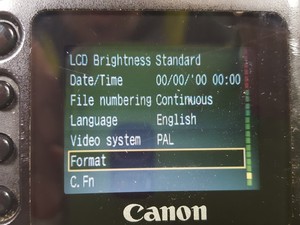 LCD Brightness Standard
Date/Time 00/00/'00 00:00
File numbering Continuous
Language English
Video system PAL
Format
C.Fn
Canon